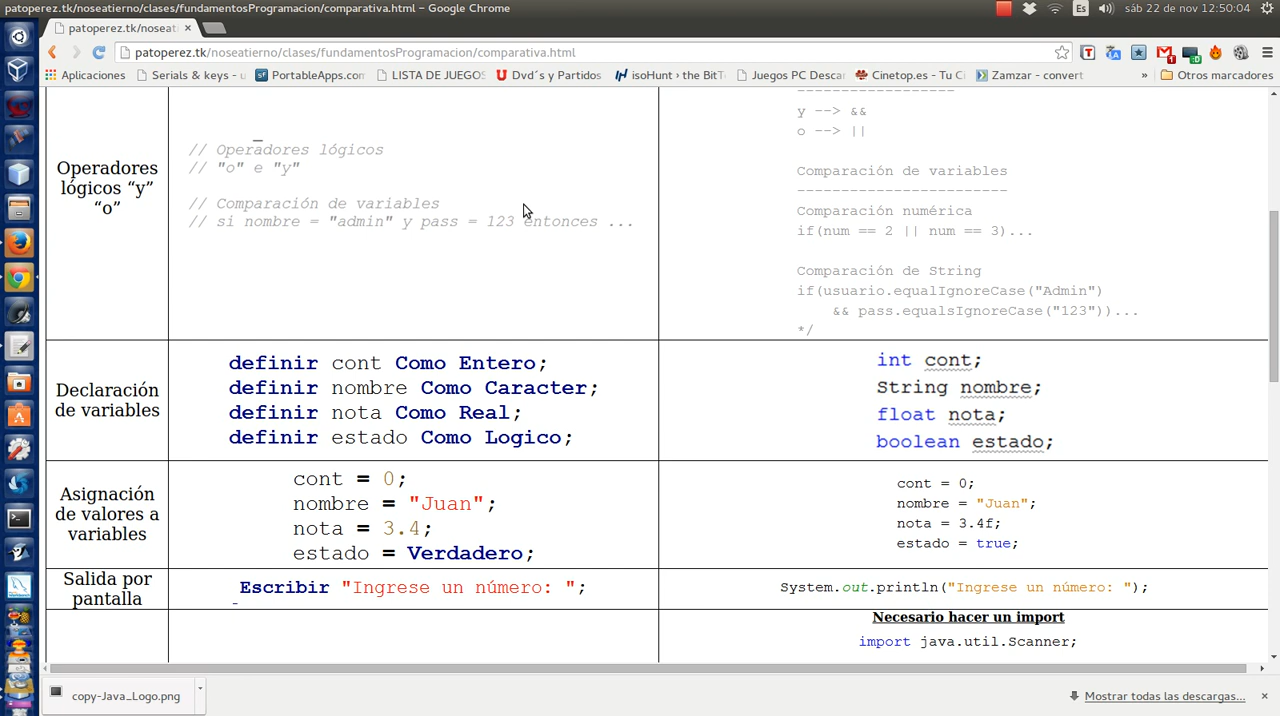 patoperez.tk/noseatierno/clases/fundamentosProgramacion/comparativa.html - Google Chrome
Es
sáb 22 de nov 12:50:04
patoperez.tk/noseati
patoperez.tk/noseatierno/clases/fundamentosProgramacion/comparativa.html
Aplicaciones
Serials & keys - u
PortableApps.com
LISTA DE JUEGOS
Dvd´s y Partidos
isoHunt › the BitT
Juegos PC Descar
Cinetop.es - Tu Ci
Zamzar - convert
»
Otros marcadores
Operadores
lógicos “y”
“o”
// Operadores lógicos
// "o" e "y"
// Comparación de variables
// si nombre = "admin" y pass = 123 entonces ...
------------------
y --> &&
o --> ||
Comparación de variables
------------------------
Comparación numérica
if(num == 2 || num == 3)...
Comparación de String
if(usuario.equalIgnoreCase("Admin")
&& pass.equalsIgnoreCase("123"))...
*/
Declaración
de variables
definir cont Como Entero;
definir nombre Como Caracter;
definir nota Como Real;
definir estado Como Logico;
int cont;
String nombre;
float nota;
boolean estado;
Asignación
de valores a
variables
cont = 0;
nombre = "Juan";
nota = 3.4;
estado = Verdadero;
cont = 0;
nombre = "Juan";
nota = 3.4f;
estado = true;
Salida por
pantalla
Escribir "Ingrese un número: ";
System.out.println("Ingrese un número: ");
Necesario hacer un import
import java.util.Scanner;
copy-Java_Logo.png
Mostrar todas las descargas...